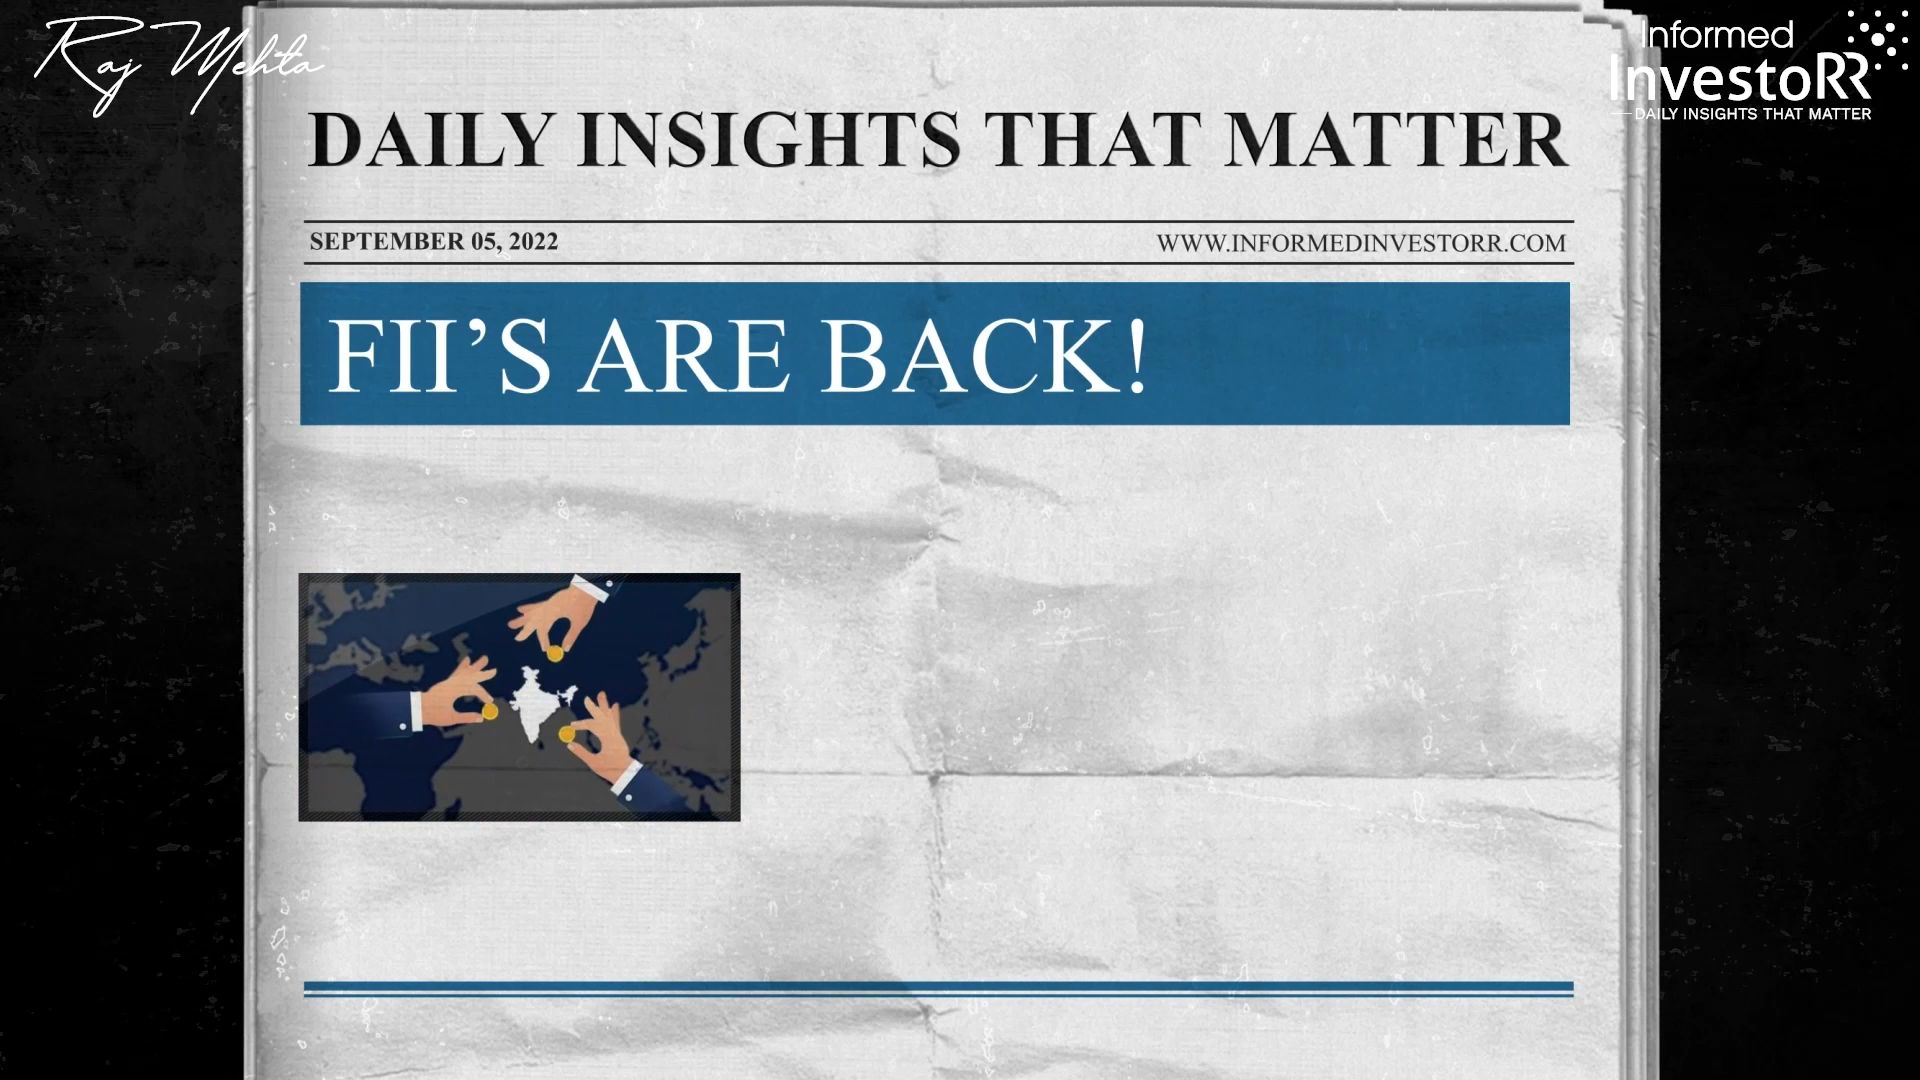 Raj Mehta
Informed
InvestoRR
DAILY INSIGHTS THAT MATTER
DAILY INSIGHTS THAT MATTER
SEPTEMBER 05, 2022
WWW.INFORMEDINVESTORR.COM
FII’S ARE BACK!